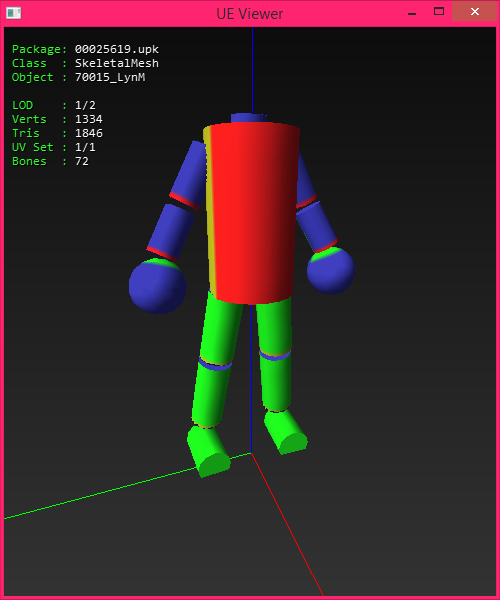 UE Viewer
Package: 00025619.upk
Class  : SkeletalMesh
Object : 70015_LynM
LOD    : 1/2
Verts  : 1334
Tris   : 1846
UV Set : 1/1
Bones  : 72